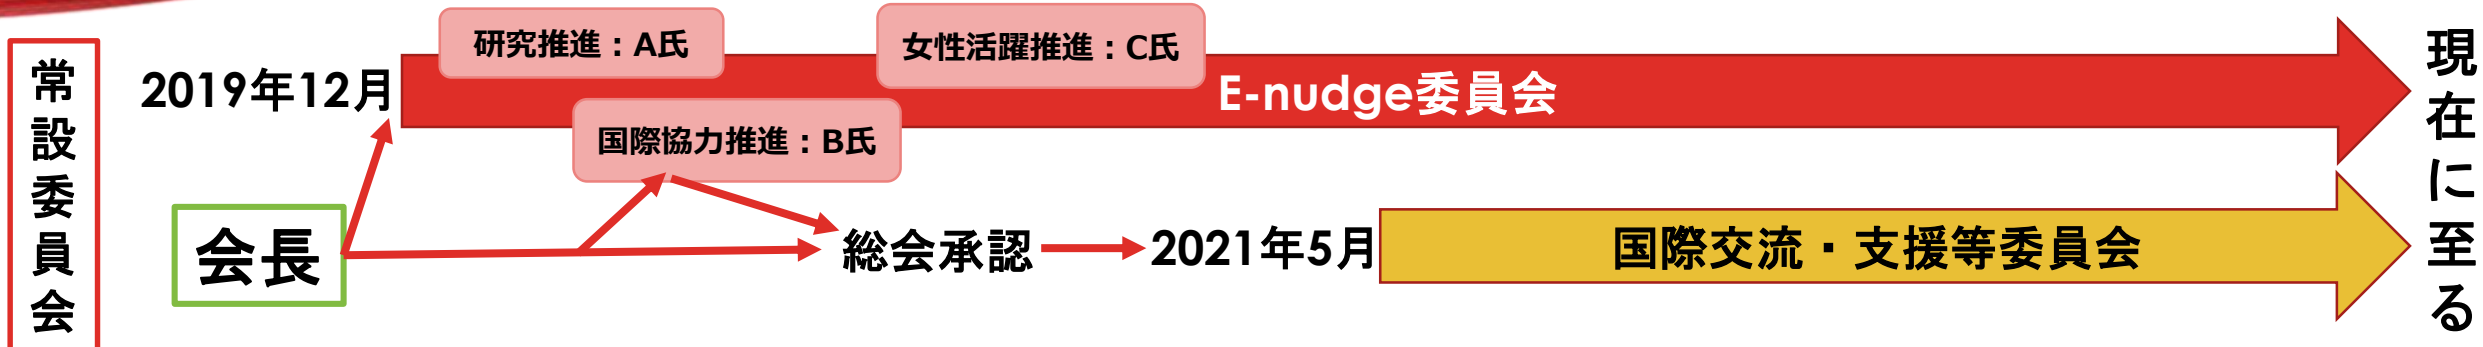 常設委員会
2019年12月
研究推進：A氏
女性活躍推進：C氏
E-nudge委員会
国際協力推進：B氏
会長
総会承認
2021年5月
国際交流・支援等委員会
現在に至る